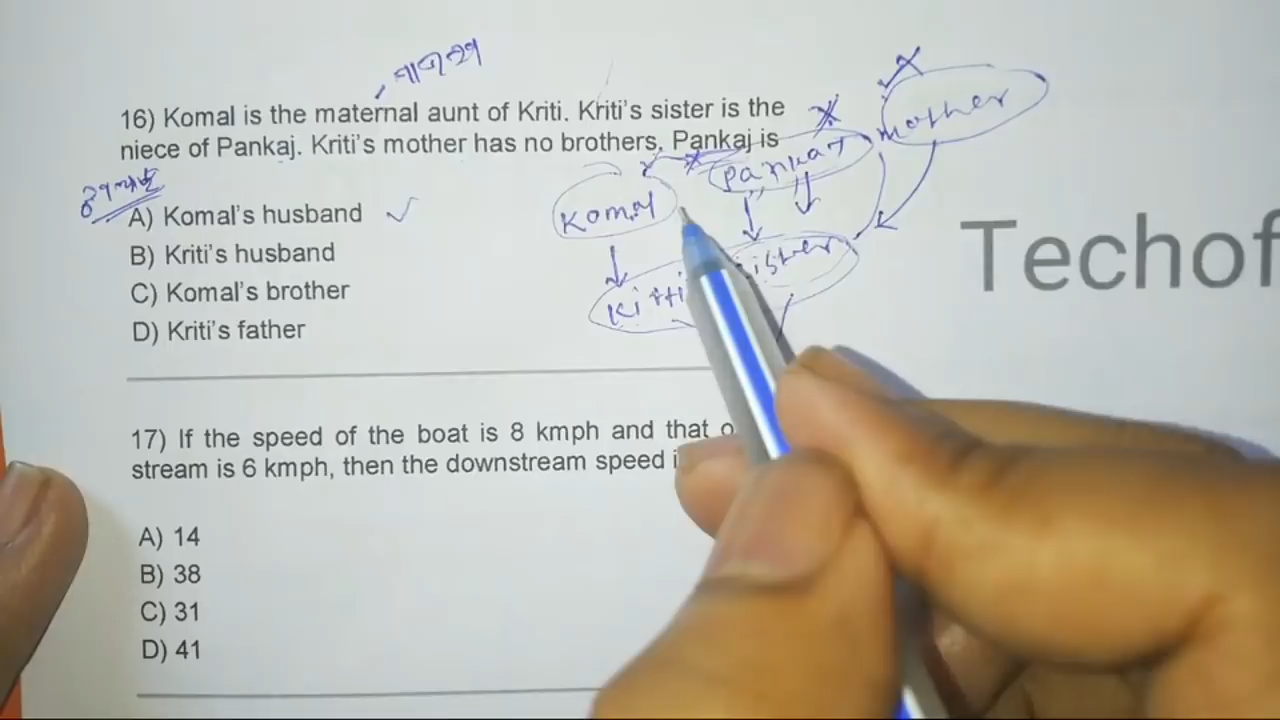 16) Komal is the maternal aunt of Kriti. Kriti's sister is the
niece of Pankaj. Kriti's mother has no brothers. Pankaj is
A) Komal's husband
B) Kriti's husband
C) Komal's brother
D) Kriti's father
mother
Komal
17) If the speed of the boat is 8 kmph and that
stream is 6 kmph, then the downstream speed
A) 14
B) 38
C) 31
D) 41
Techof